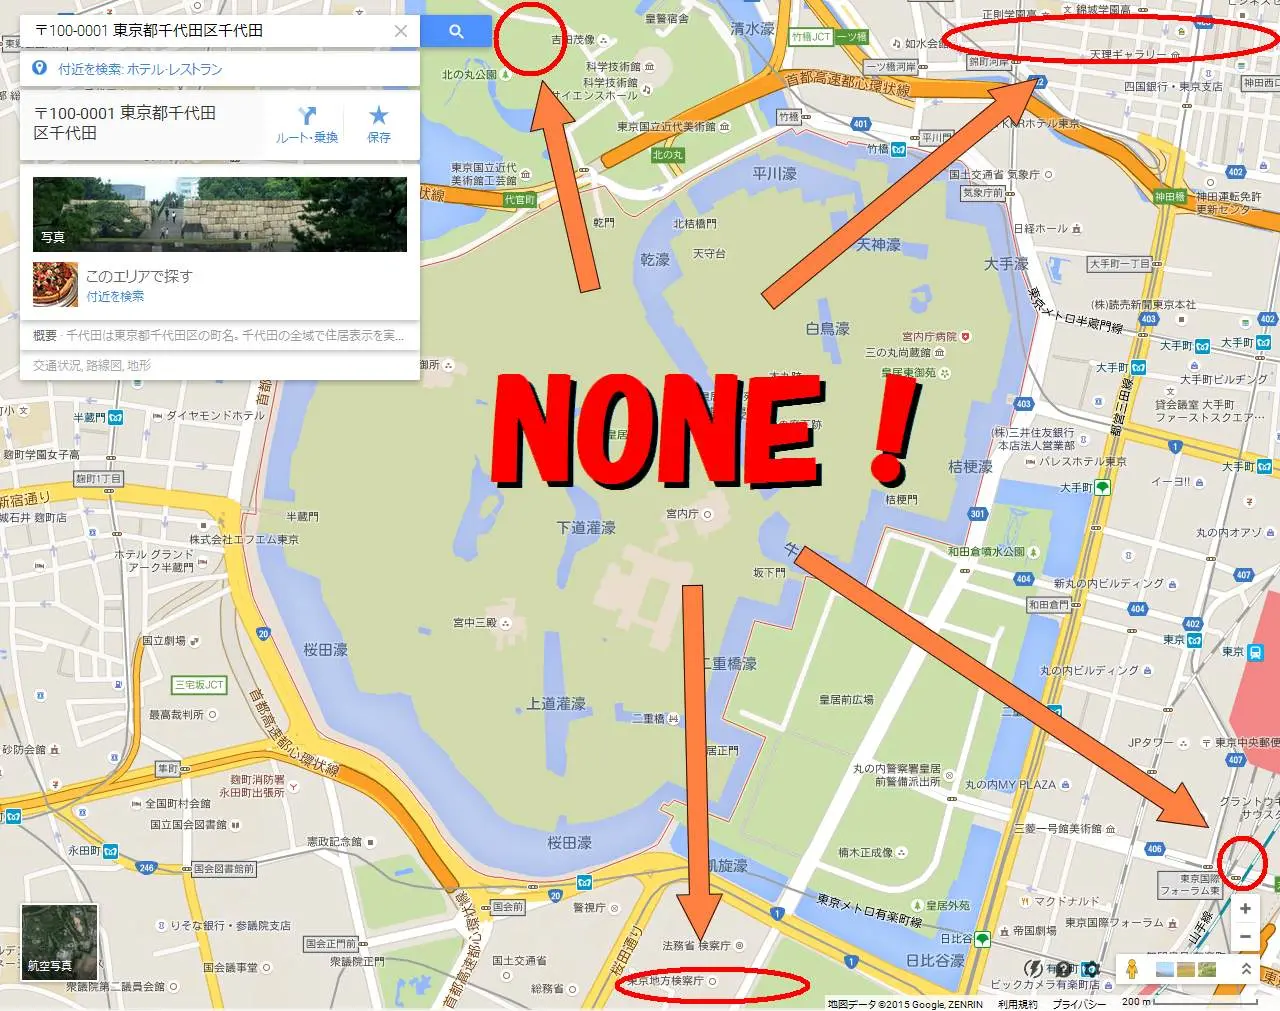 〒100-0001 東京都千代田区千代田
付近を検索: ホテル・レストラン
〒100-0001 東京都千代田
区千代田
ルート・乗換
保存
写真
このエリアで探す
付近を検索
概要 - 千代田は東京都千代田区の町名。千代田の全域で住居表示を実...
交通状況, 路線図, 地形
皇警宿舎
清水濠
竹橋JCT
一ツ橋
如水会館
正則学園高
錦城学園高
天理ギャラリー
錦町河岸
一ツ橋河岸
神田西口
四国銀行・東京支店
北の丸公園
科学技術館
科学技術館
サイエンスホール
首都高速都心環状線
東京国立近代美術館
竹橋
401
平川門
KKRホテル東京
402
北の丸
竹橋
東京国立近代
美術館工芸館
代官町
平川濠
国土交通省 気象庁
気象庁前
神田橋
神田運転免許
更新センター
乾門
北桔橋門
天守台
乾濠
天神濠
大手濠
日経ホール
大手町一丁目
東京メトロ半蔵門線
(株)読売新聞東京本社
403
402
白鳥濠
宮内庁病院
三の丸尚蔵館
皇居東御苑
大手町
大手町
大手町
大手町ビルヂング
都営三田線
貸会議室 大手町
ファーストスクエア…
403
NONE!
(株)三井住友銀行
本店法人営業部
1
パレスホテル東京
大手町
桔梗濠
桔梗門
大手町
イーヨ!!
301
半蔵門
ダイヤモンドホテル
麹町学園女子高
麹町1丁目
新宿通り
城石井 麹町店
半蔵門
株式会社エフエム東京
ホテル グランド
アーク半蔵門
下道灌濠
宮内庁
坂下門
丸の内オアゾ
和田倉噴水公園
404
新丸の内ビルディング
407
和田倉門
404
402
東京
東京
20
国立劇場
桜田濠
宮中三殿
二重橋濠
丸の内ビルディング
三宅坂JCT
最高裁判所
首都高速都心環状線
上道灌濠
二重橋
皇居前広場
居正門
JPタワー
407
砂防会館
隼町
麹町消防署
永田町出張所
丸の内警察署皇居
前警備派出所
丸の内MY PLAZA
全国町村会館
国立国会図書館
憲政記念館
桜田濠
三菱一号館美術館
406
永田町
246
国会図書館前
凱旋濠
楠木正成像
東京国際
フォーラム東
20
国会前
警視庁
1
東京メトロ有楽町線
皇居外苑
マクドナルド
東京国際フォーラム
帝国劇場
りそな銀行・参議院支店
国会正門前
衆議院正門
法務省 検察庁
日比谷
山手線
国会議事堂
国土交通省
桜田通り
東京地方検察庁
1
日比谷濠
航空写真
衆議院第二議員会館
総務省
ビックカメラ有楽町店
地図データ ©2015 Google, ZENRIN
利用規約
プライバシー
200 m